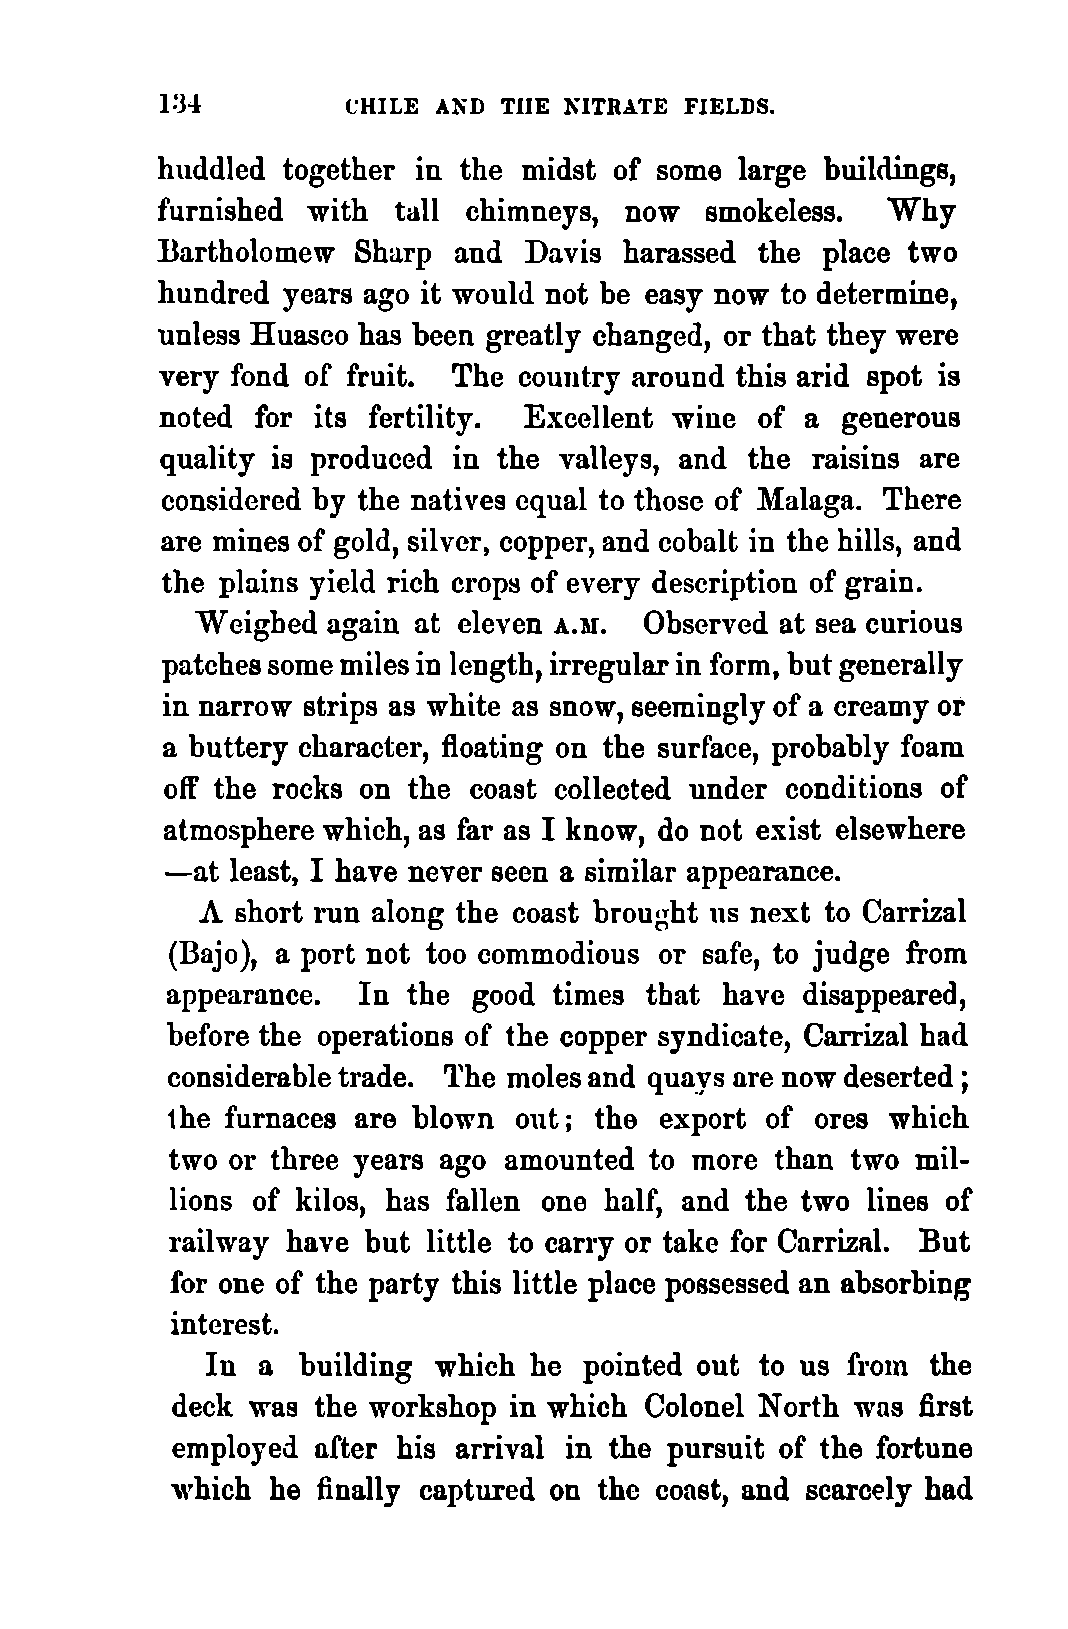 134 CHILE AND THE NITRATE FIELDS.
huddled together in the midst of some large buildings,
furnished with tall chimneys, now smokeless. Why
Bartholomew Sharp and Davis harassed the place two
hundred years ago it would not be easy now to determine,
unless Huasco has been greatly changed, or that they were
very fond of fruit. The country around this arid spot is
noted for its fertility. Excellent wine of a generous
quality is produced in the valleys, and the raisins are
considered by the natives equal to those of Malaga. There
are mines of gold, silver, copper, and cobalt in the hills, and
the plains yield rich crops of every description of grain.
Weighed again at eleven A.M. Observed at sea curious
patches some miles in length, irregular in form, but generally
in narrow strips as white as snow, seemingly of a creamy or
a buttery character, floating on the surface, probably foam
off the rocks on the coast collected under conditions of
atmosphere which, as far as I know, do not exist elsewhere
—at least, I have never seen a similar appearance.
A short run along the coast brought us next to Carrizal
(Bajo), a port not too commodious or safe, to judge from
appearance. In the good times that have disappeared,
before the operations of the copper syndicate, Carrizal had
considerable trade. The moles and quays are now deserted;
the furnaces are blown out; the export of ores which
two or three years ago amounted to more than two mil-
lions of kilos, has fallen one half, and the two lines of
railway have but little to carry or take for Carrizal. But
for one of the party this little place possessed an absorbing
interest.
In a building which he pointed out to us from the
deck was the workshop in which Colonel North was first
employed after his arrival in the pursuit of the fortune
which he finally captured on the coast, and scarcely had